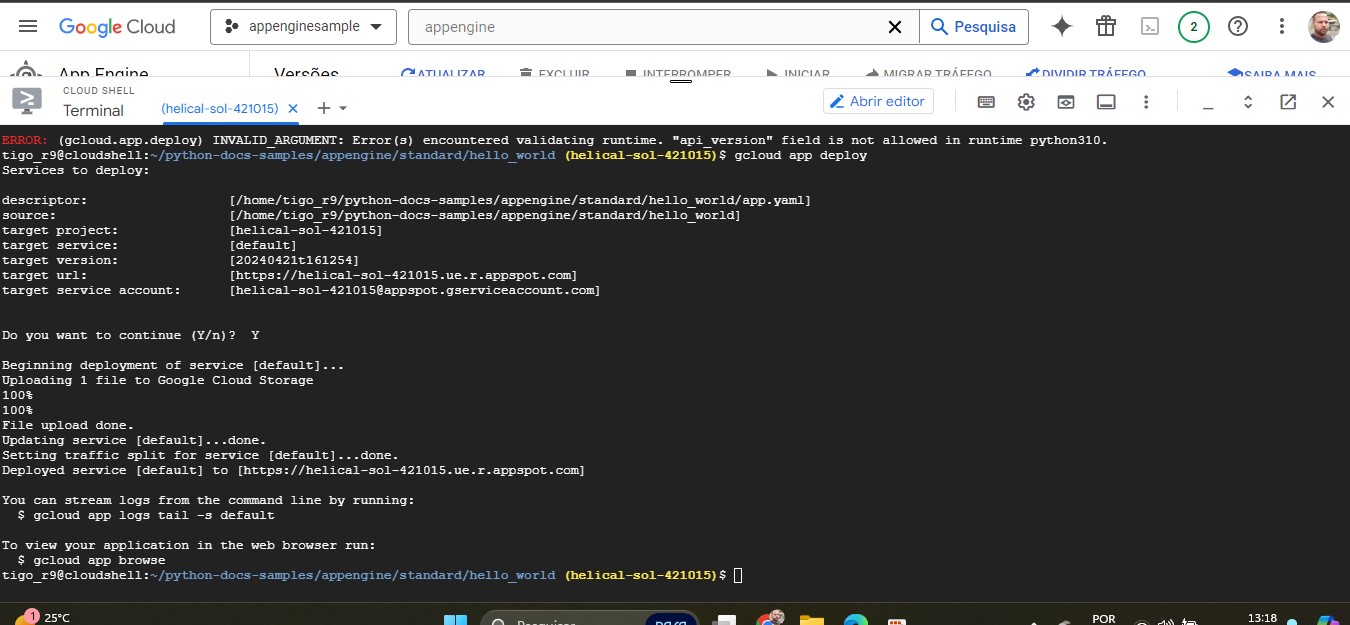 Google Cloud
appenginesample
appengine
Pesquisa
2
App Engine
Versões
ATUALIZAR
EXCLUIR
INTERROMPER
INICIAR
MIGRAR TRÁFEGO
DIVIDIR TRÁFEGO
SAIBA MAIS
CLOUD SHELL
Terminal
(helical-sol-421015)
Abrir editor
ERROR: (gcloud.app.deploy) INVALID_ARGUMENT: Error(s) encountered validating runtime. "api_version" field is not allowed in runtime python310.
tigo_r9@cloudshell:~/python-docs-samples/appengine/standard/hello_world (helical-sol-421015)$ gcloud app deploy
Services to deploy:
descriptor: [/home/tigo_r9/python-docs-samples/appengine/standard/hello_world/app.yaml]
source: [/home/tigo_r9/python-docs-samples/appengine/standard/hello_world]
target project: [helical-sol-421015]
target service: [default]
target version: [20240421t161254]
target url: [https://helical-sol-421015.ue.r.appspot.com]
target service account: [helical-sol-421015@appspot.gserviceaccount.com]
Do you want to continue (Y/n)? Y
Beginning deployment of service [default]...
Uploading 1 file to Google Cloud Storage
100%
100%
File upload done.
Updating service [default]...done.
Setting traffic split for service [default]...done.
Deployed service [default] to [https://helical-sol-421015.ue.r.appspot.com]
You can stream logs from the command line by running:
$ gcloud app logs tail -s default
To view your application in the web browser run:
$ gcloud app browse
tigo_r9@cloudshell:~/python-docs-samples/appengine/standard/hello_world (helical-sol-421015)$
1
25°C
Pesquisar
POR
13:18